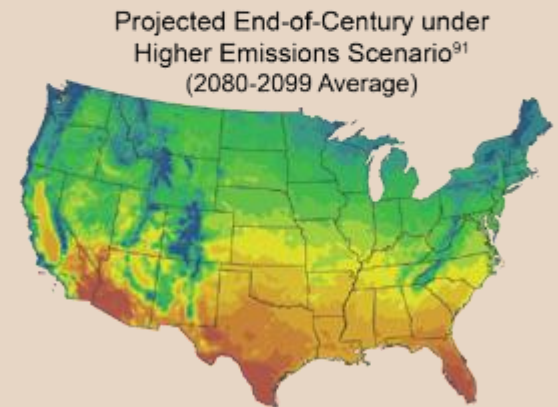 Projected End-of-Century under
Higher Emissions Scenario⁹¹
(2080-2099 Average)